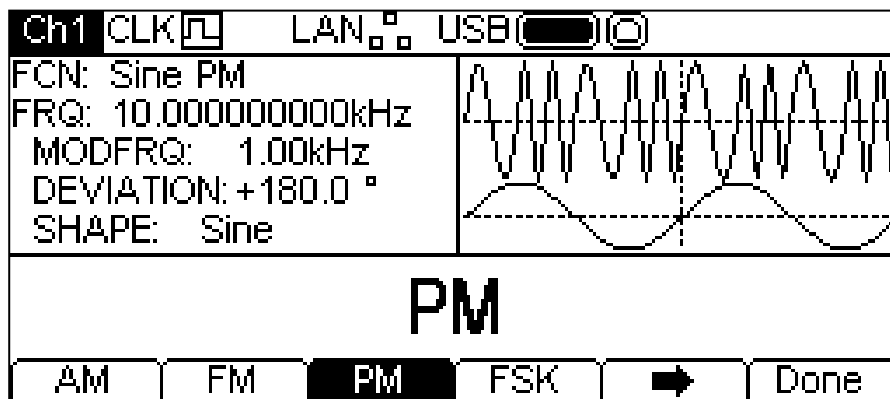 Ch1 CLK LAN USB
FCN: Sine PM
FRQ: 10.000000000kHz
MODFRQ: 1.00kHz
DEVIATION: +180.0 °
SHAPE: Sine
PM
AM FM PM FSK Done